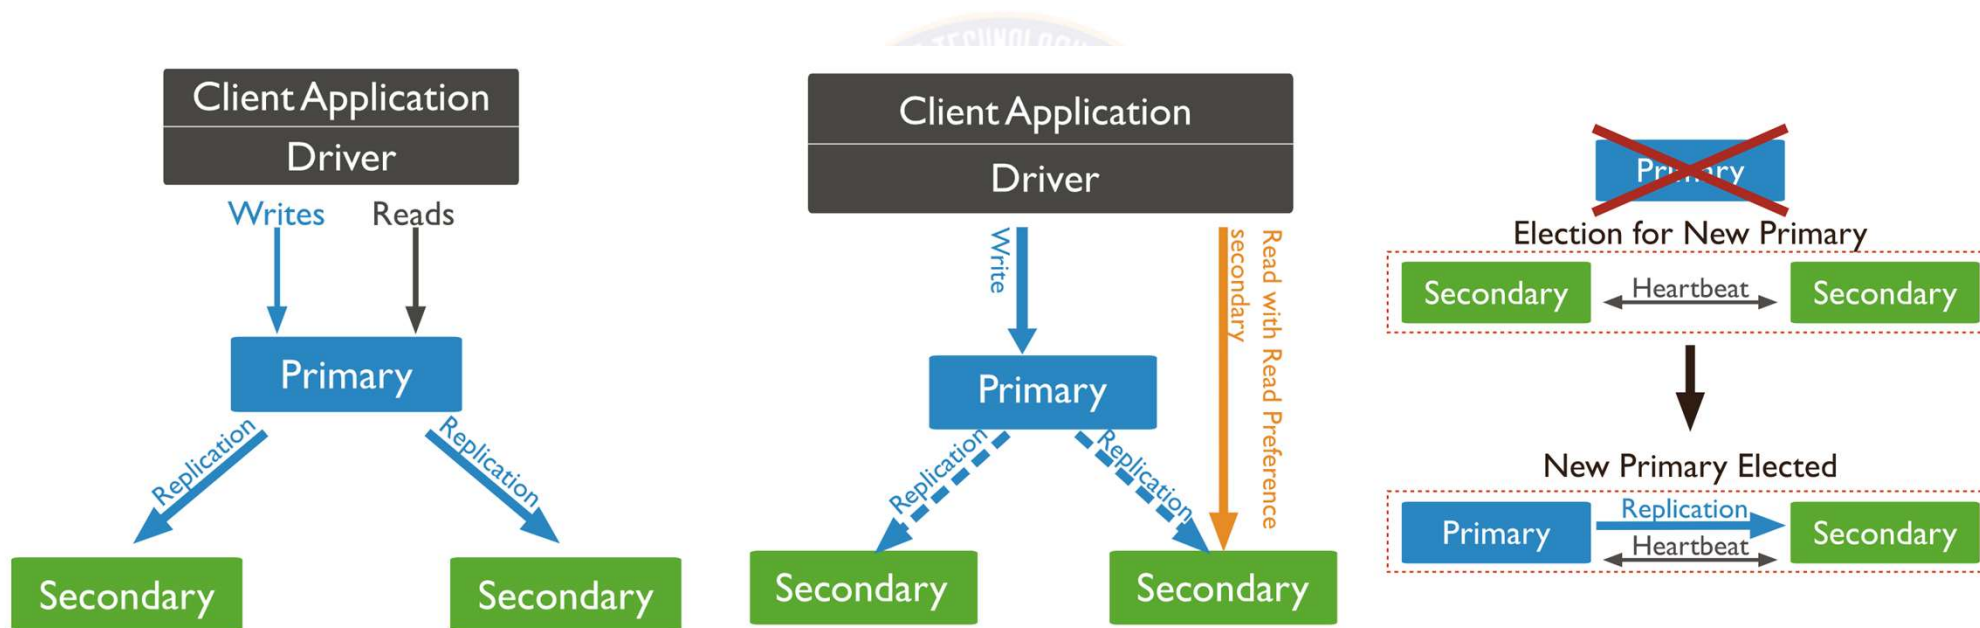 TECHNOLOGY
Client Application
Driver
Writes
Reads
Primary
Replication
Replication
Secondary
Secondary
Client Application
Driver
Write
Read with Read Preference
secondary
Primary
Replication
Replication
Secondary
Secondary
Primary
Election for New Primary
Secondary
Heartbeat
Secondary
New Primary Elected
Primary
Replication
Heartbeat
Secondary